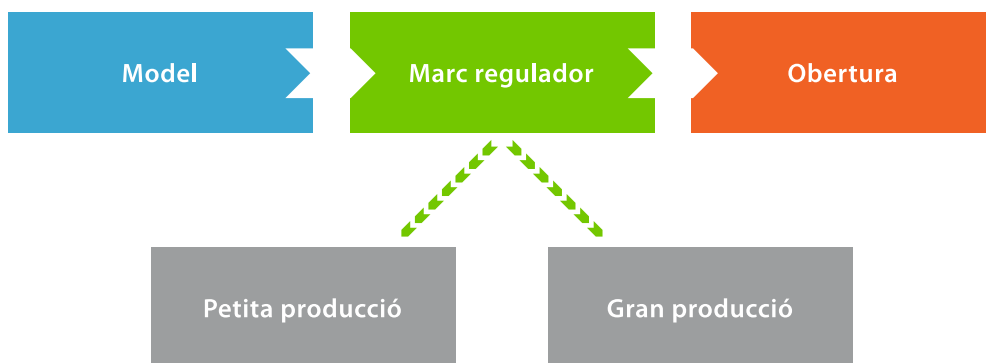 Model
Marc regulador
Obertura
Petita producció
Gran producció